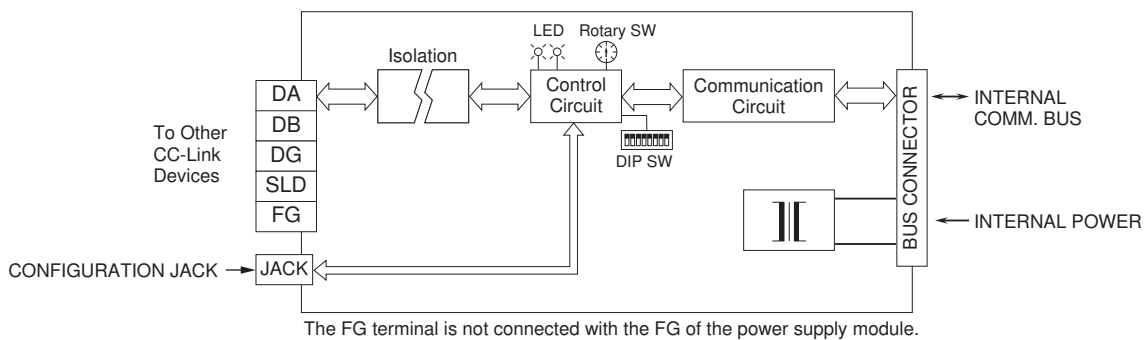 LED
Rotary SW
Isolation
DA
DB
DG
SLD
FG
To Other
CC-Link
Devices
Control
Circuit
Communication
Circuit
DIP SW
BUS CONNECTOR
INTERNAL
COMM. BUS
INTERNAL POWER
CONFIGURATION JACK
JACK
The FG terminal is not connected with the FG of the power supply module.